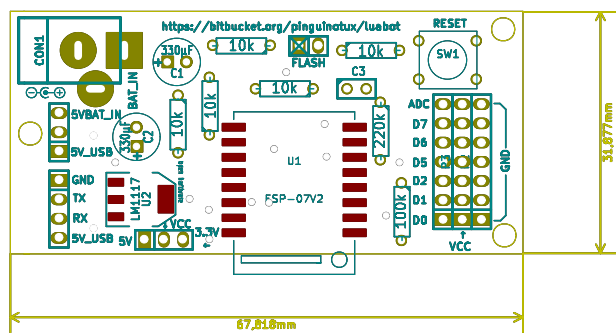 https://bitbucket.org/pinguinotux/luabot
CON1
BAT_IN
330uF
C1
10k
FLASH
10k
RESET
SW1
10k
C3
5VBAT_IN
5V_USB
330uF
C2
10k
10k
220k
ADC
D7
D6
D5
D2
D1
D0
GND
VCC
U1
FSP-07V2
GND
TX
RX
5V_USB
LM1117
U2
VCC
5V
3.3V
100k
31,877mm
67,818mm